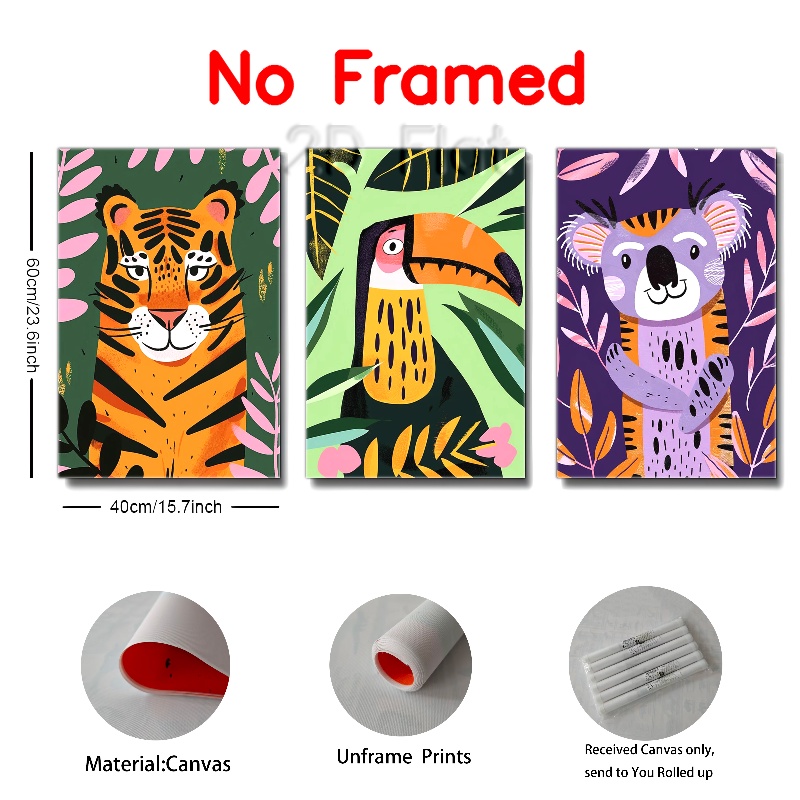 No Framed
2D Flat
60cm/23.6inch
40cm/15.7inch
Material:Canvas
Unframe Prints
Received Canvas only,
send to You Rolled up